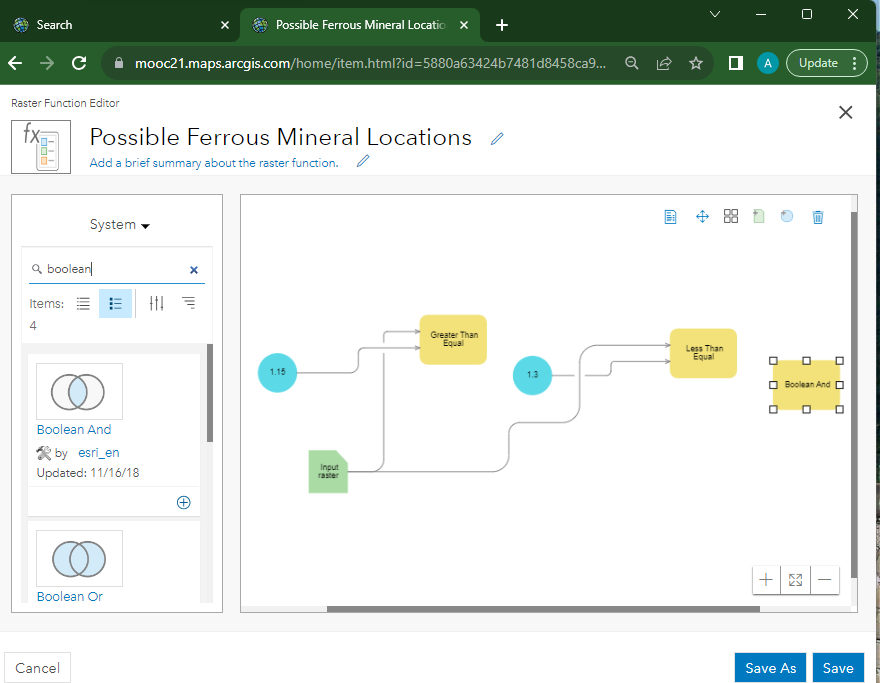 Search
Possible Ferrous Mineral Locatio
mooc21.maps.arcgis.com/home/item.html?id=5880a63424b7481d8458ca9...
A
Update
Raster Function Editor
fx
Possible Ferrous Mineral Locations
Add a brief summary about the raster function.
System
boolean
Items:
4
Boolean And
by esri_en
Updated: 11/16/18
Boolean Or
1.15
Greater Than
Equal
1.3
Less Than
Equal
Boolean And
Input
raster
Cancel
Save As
Save